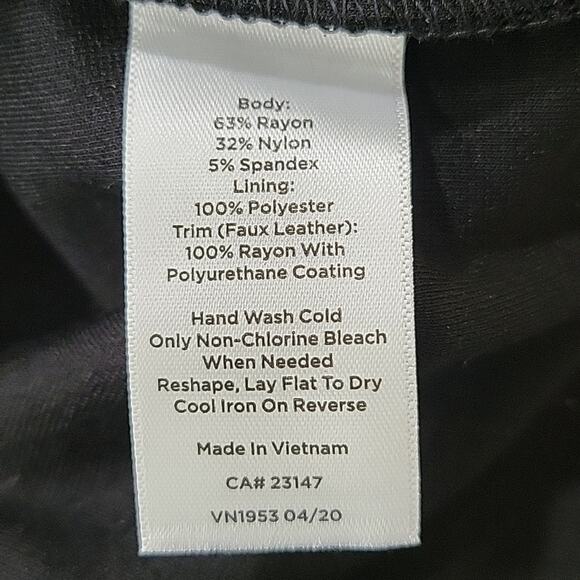 Body:
63% Rayon
32% Nylon
5% Spandex
Lining:
100% Polyester
Trim (Faux Leather):
100% Rayon With
Polyurethane Coating
Hand Wash Cold
Only Non-Chlorine Bleach
When Needed
Reshape, Lay Flat To Dry
Cool Iron On Reverse
Made In Vietnam
CA# 23147
VN1953 04/20